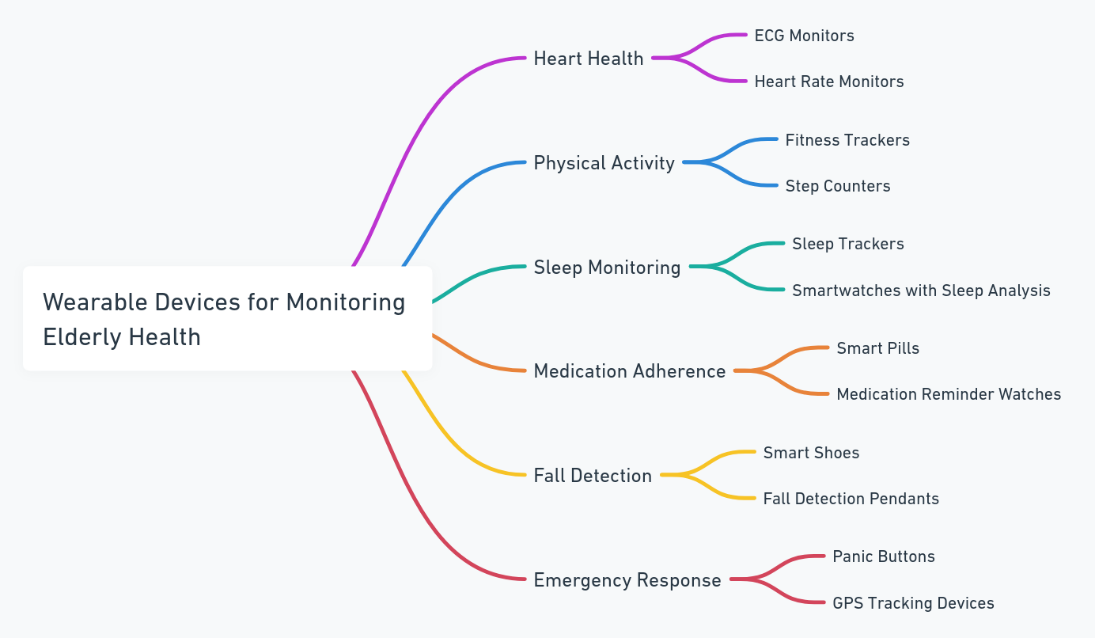 Wearable Devices for Monitoring
Elderly Health
Heart Health
ECG Monitors
Heart Rate Monitors
Physical Activity
Fitness Trackers
Step Counters
Sleep Monitoring
Sleep Trackers
Smartwatches with Sleep Analysis
Medication Adherence
Smart Pills
Medication Reminder Watches
Fall Detection
Smart Shoes
Fall Detection Pendants
Emergency Response
Panic Buttons
GPS Tracking Devices